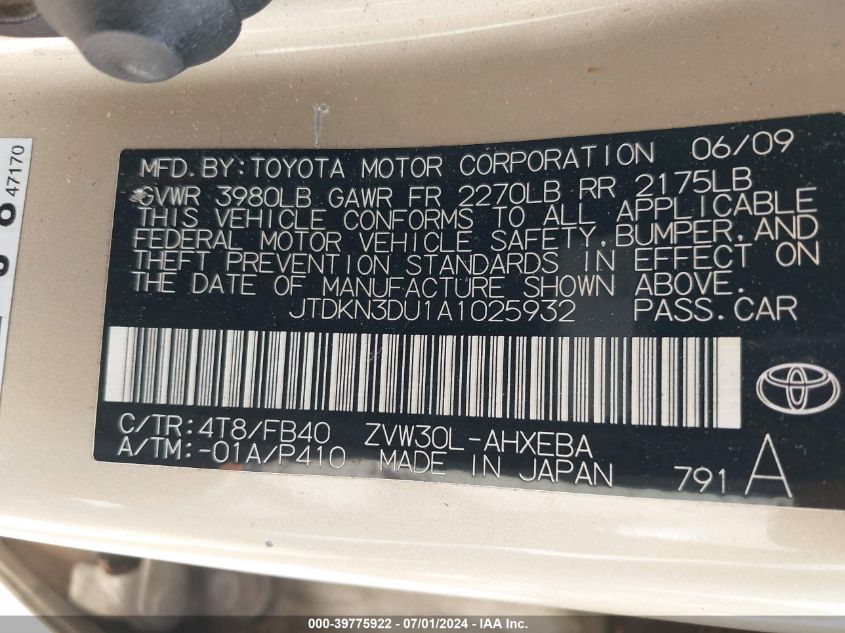 MFD.BY:TOYOTA MOTOR CORPORATION 06/09
GVWR 3980LB GAWR FR 2270LB RR 2175LB
THIS VEHICLE CONFORMS TO ALL APPLICABLE
FEDERAL MOTOR VEHICLE SAFETY,BUMPER,AND
THEFT PREVENTION STANDARDS IN EFFECT ON
THE DATE OF MANUFACTURE SHOWN ABOVE.
JTDKN3DU1A1025932 PASS.CAR
C/TR:4T8/FB40 ZVW30L-AHXEBA
A/TM:-01A/P410 MADE IN JAPAN 791 A
47170
000-39775922 / 07/01/2024 - IAA Inc.